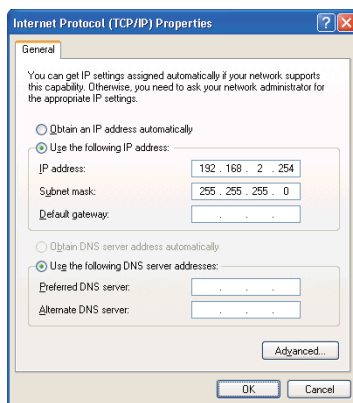 Internet Protocol (TCP/IP) Properties
General
You can get IP settings assigned automatically if your network supports
this capability. Otherwise, you need to ask your network administrator for
the appropriate IP settings.
Obtain an IP address automatically
Use the following IP address:
IP address: 192 . 168 . 2 . 254
Subnet mask: 255 . 255 . 255 . 0
Default gateway: . . .
Obtain DNS server address automatically
Use the following DNS server addresses:
Preferred DNS server: . . .
Alternate DNS server: . . .
Advanced...
OK Cancel